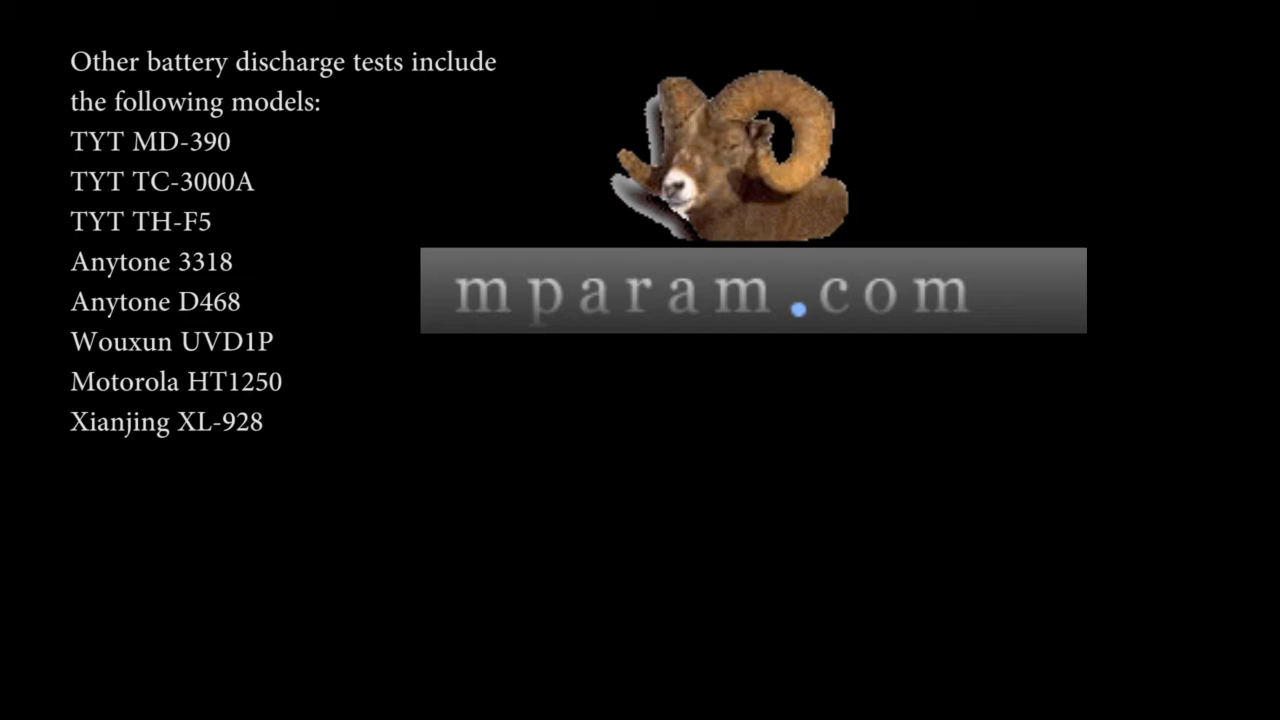 Other battery discharge tests include
the following models:
TYT MD-390
TYT TC-3000A
TYT TH-F5
Anytone 3318
Anytone D468
Wouxun UVD1P
Motorola HT1250
Xianjing XL-928
mparam.com